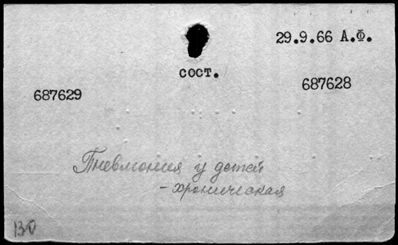 29.9.66 А.Ф.
сост.
687629
687628
Пневмония у детей
- хроническая
130